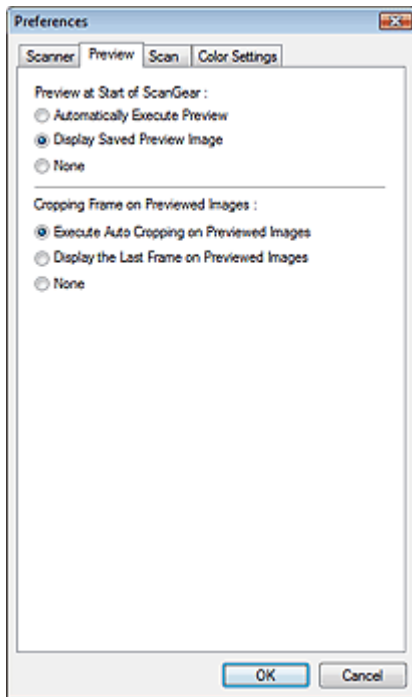 Preferences
Scanner Preview Scan Color Settings
Preview at Start of ScanGear :
Automatically Execute Preview
Display Saved Preview Image
None
Cropping Frame on Previewed Images :
Execute Auto Cropping on Previewed Images
Display the Last Frame on Previewed Images
None
OK Cancel